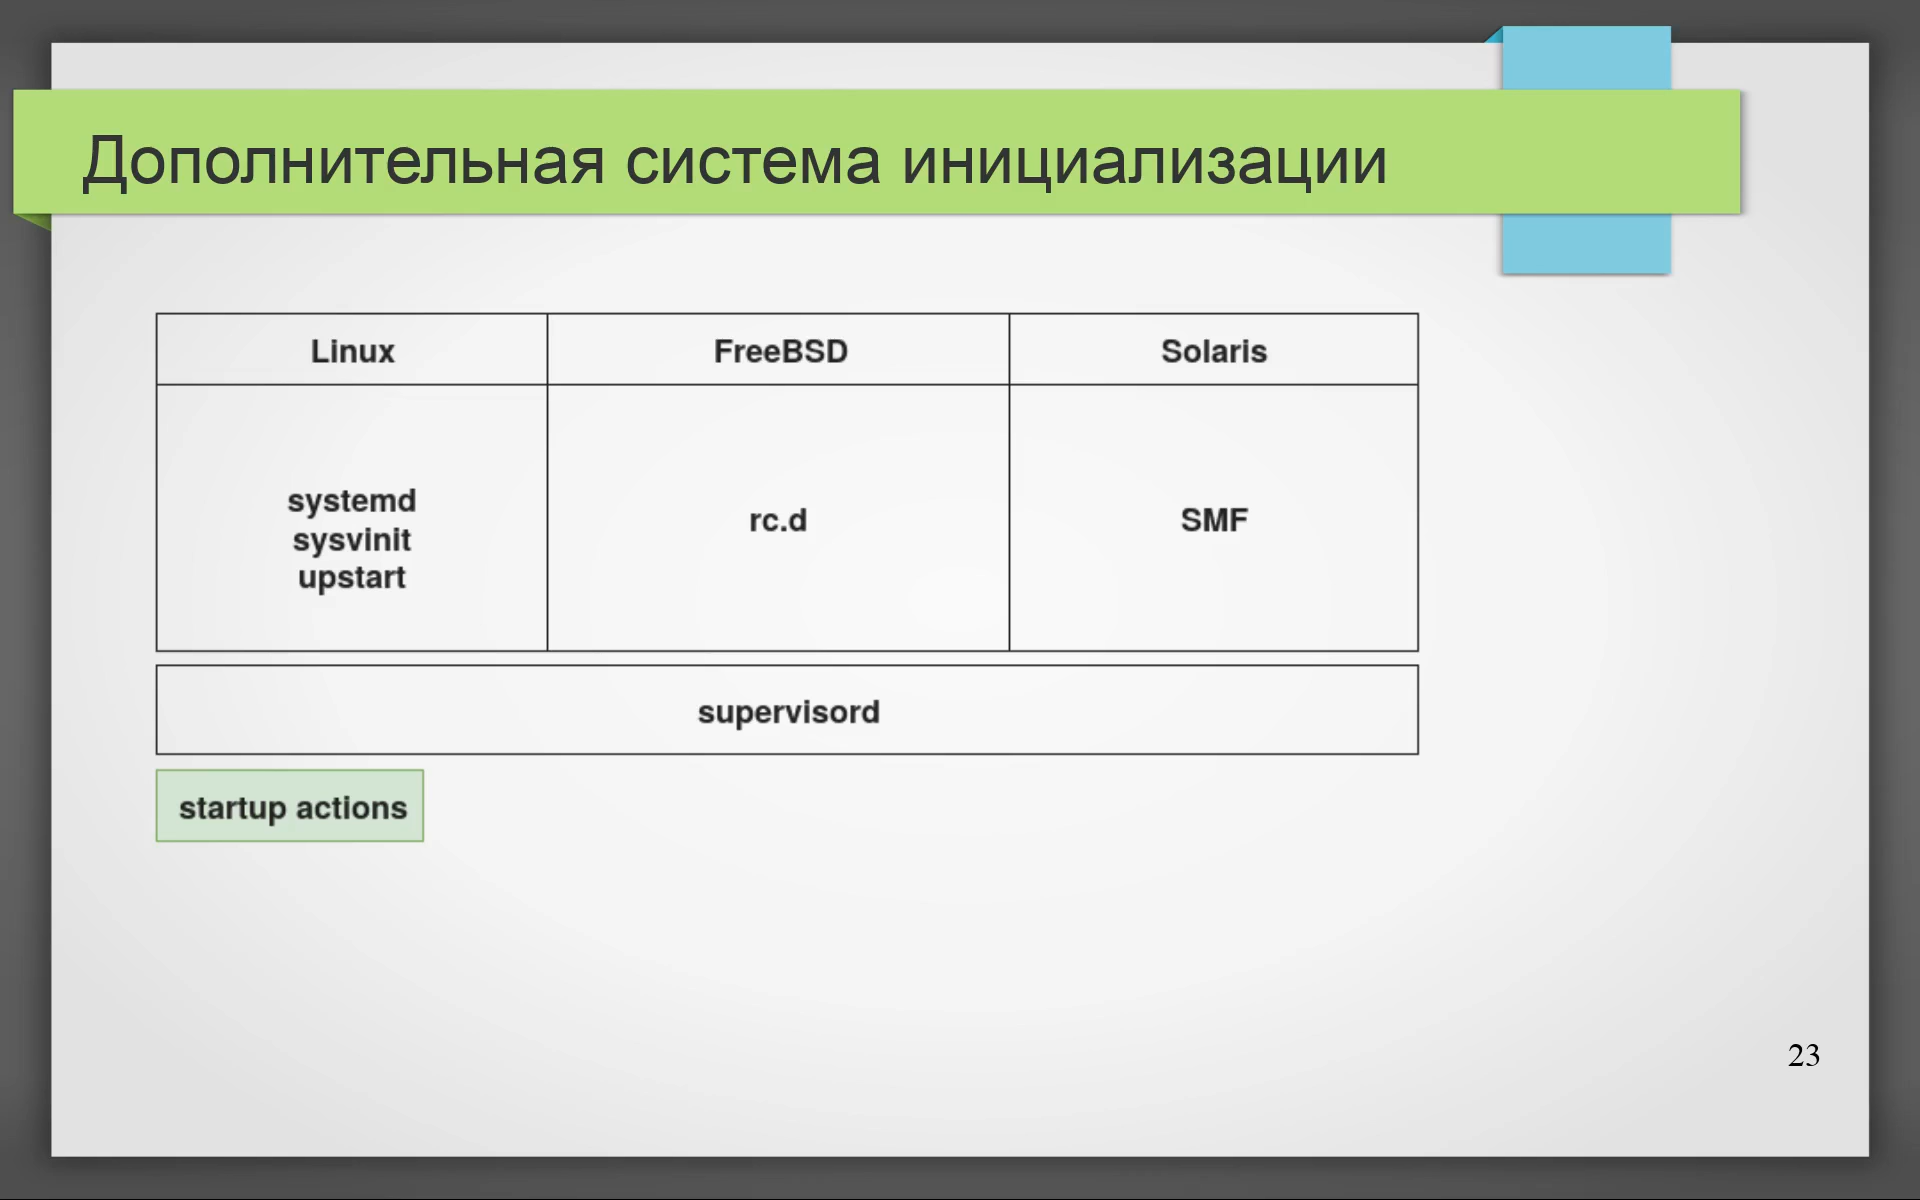 Дополнительная система инициализации
Linux
FreeBSD
Solaris
systemd
sysvinit
upstart
rc.d
SMF
supervisord
startup actions
23